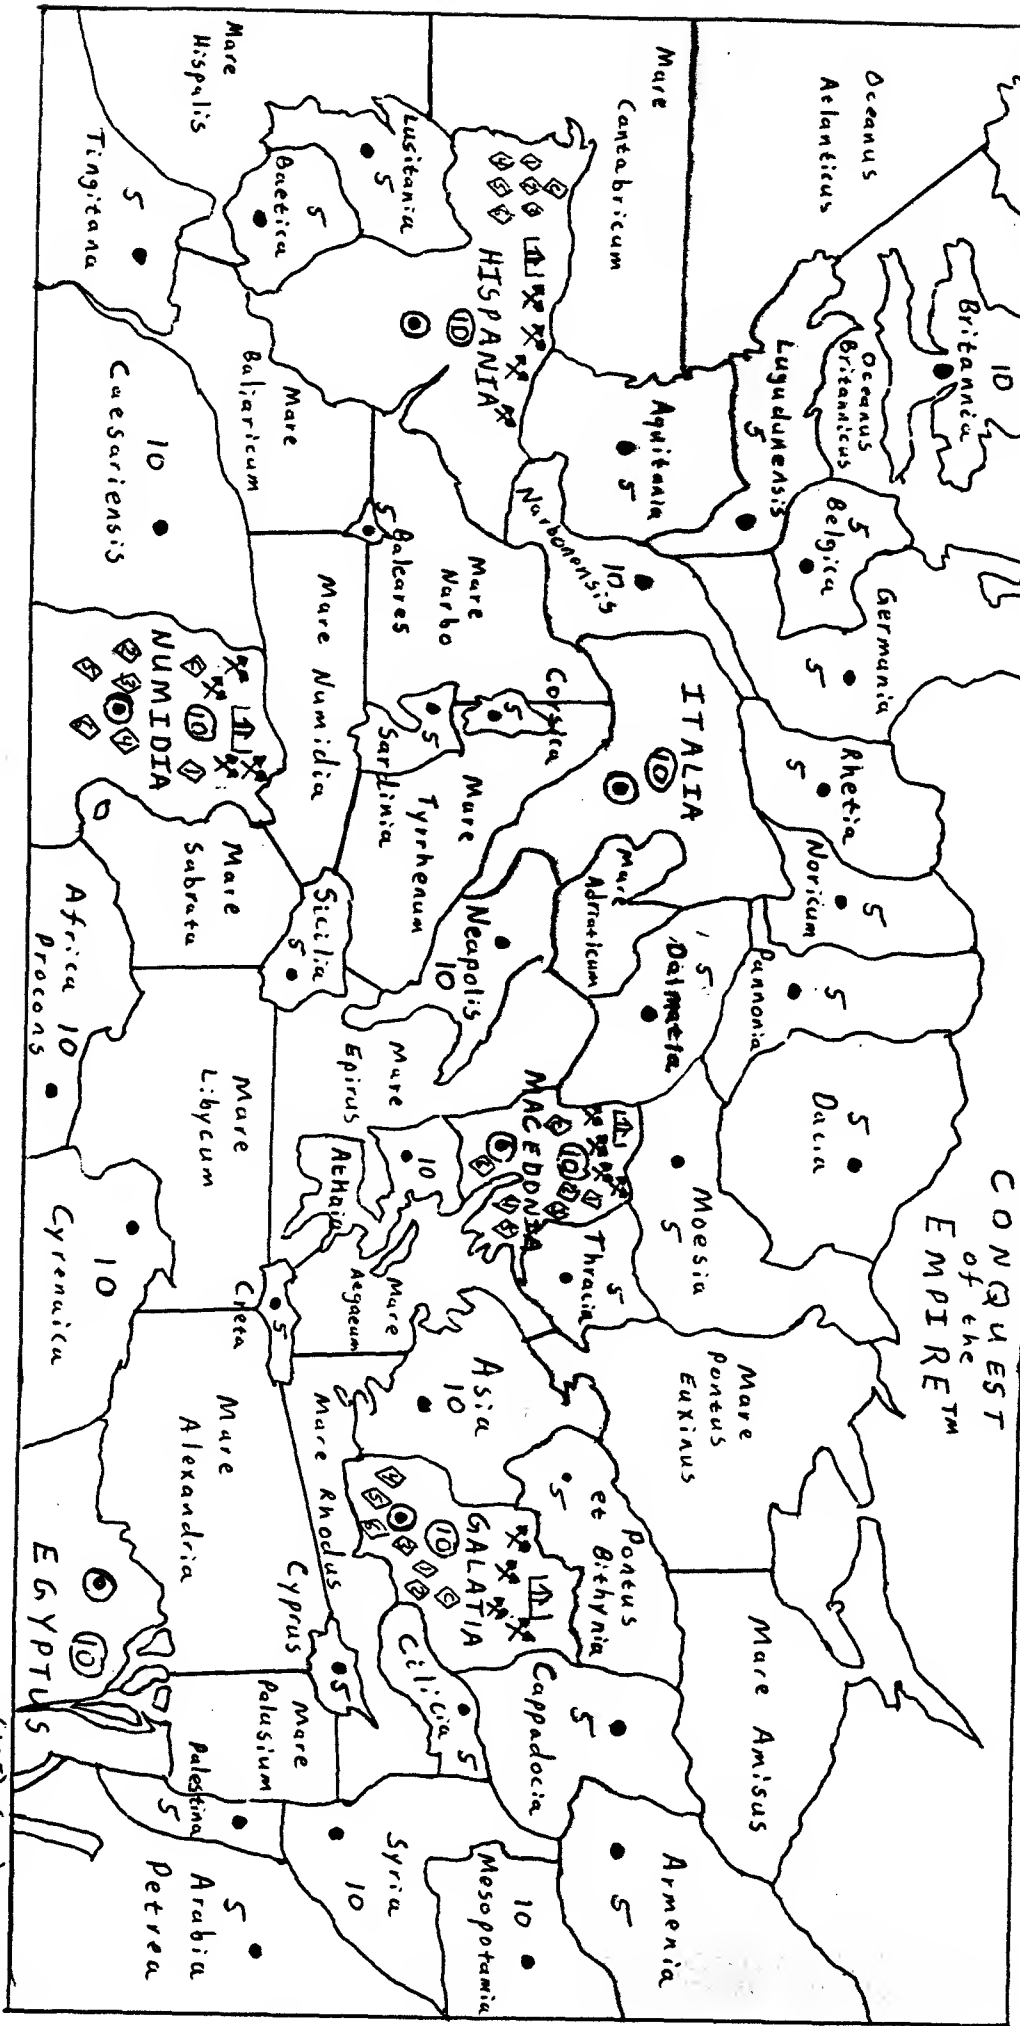 CONQUEST
of the
EMPIRE™
Oceanus
Atlanticus
Mare
Cantabricum
Mare
Hispalis
Britannia
10
Oceanus
Britannicus
Lugudunensis
5
Belgica
5
Germania
5
Aquitania
5
Narbonensis
10
Lusitania
5
Baetica
5
HISPANIA
10
Tingitana
5
Caesariensis
10
Mare
Baliaricum
Baleares
5
Mare
Narbo
Mare Numidia
NUMIDIA
10
Corsica
5
Sardinia
5
Mare
Tyrrhenum
ITALIA
10
Rhetia
5
Noricum
5
Pannonia
5
Mare
Adriaticum
Dalmatia
5
Neapolis
10
Sicilia
5
Mare
Sabrata
Africa 10
Procons
Mare
Libycum
Mare
Epirus
MACEDONIA
10
Athaia
10
Dacia
5
Moesia
5
Thracia
5
Mare
Aegaeum
Creta
5
Cyrenaica
10
Mare
Pontus
Euxinus
Asia
10
Mare Rhodus
Mare
Alexandria
Pontus
et Bithynia
5
GALATIA
10
Mare Amisus
Cyprus
5
Cilicia
5
Cappadocia
5
EGYPTUS
10
Mare
Palusium
Palestina
5
Syria
10
Armenia
5
Mesopotamia
10
Arabia
Petrea
5